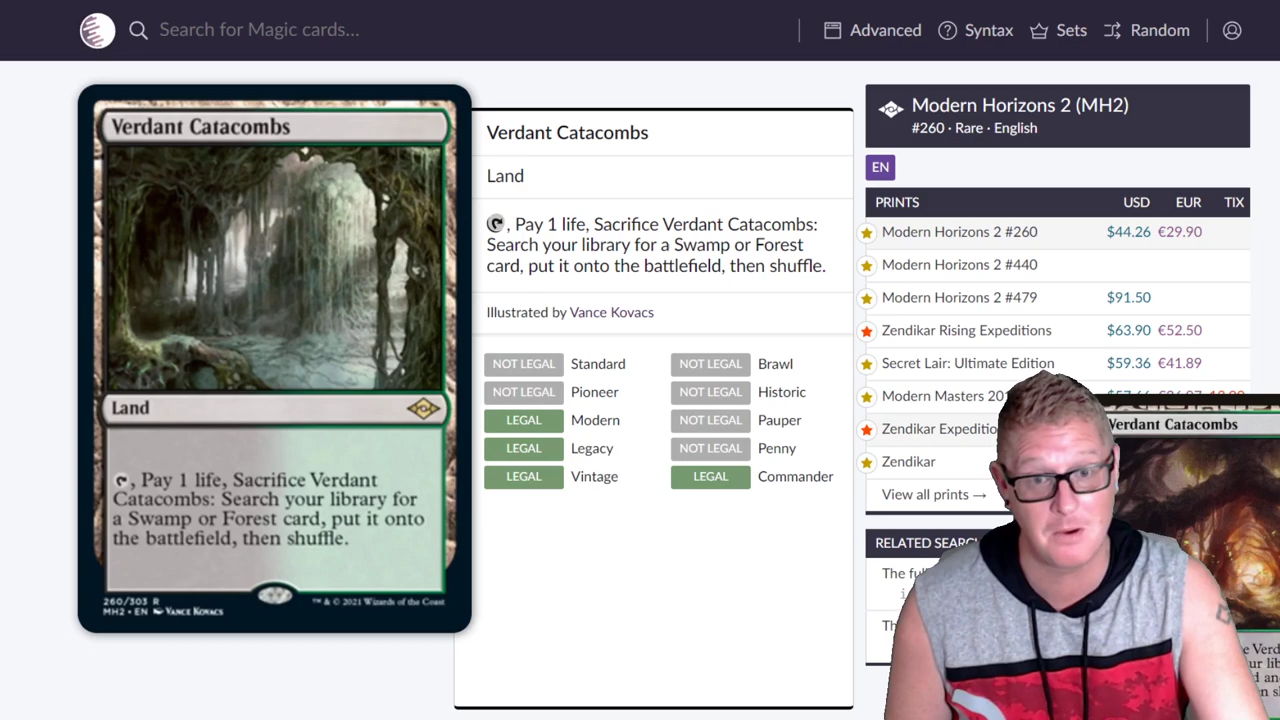 Search for Magic cards...
Advanced
Syntax
Sets
Random
Verdant Catacombs
Land
, Pay 1 life, Sacrifice Verdant
Catacombs: Search your library for
a Swamp or Forest card, put it onto
the battlefield, then shuffle.
260/303 R
MH2 • EN VANCE KOVACS
™ & © 2021 Wizards of the Coast
Verdant Catacombs
Land
, Pay 1 life, Sacrifice Verdant Catacombs:
Search your library for a Swamp or Forest
card, put it onto the battlefield, then shuffle.
Illustrated by Vance Kovacs
NOT LEGAL Standard NOT LEGAL Brawl
NOT LEGAL Pioneer NOT LEGAL Historic
LEGAL Modern NOT LEGAL Pauper
LEGAL Legacy NOT LEGAL Penny
LEGAL Vintage LEGAL Commander
Modern Horizons 2 (MH2)
#260 · Rare · English
EN
PRINTS USD EUR TIX
Modern Horizons 2 #260 $44.26 €29.90
Modern Horizons 2 #440
Modern Horizons 2 #479 $91.50
Zendikar Rising Expeditions $63.90 €52.50
Secret Lair: Ultimate Edition $59.36 €41.89
Modern Masters
Zendikar
Zendikar
View all prints →
RELATED
The
Verdant Catacombs